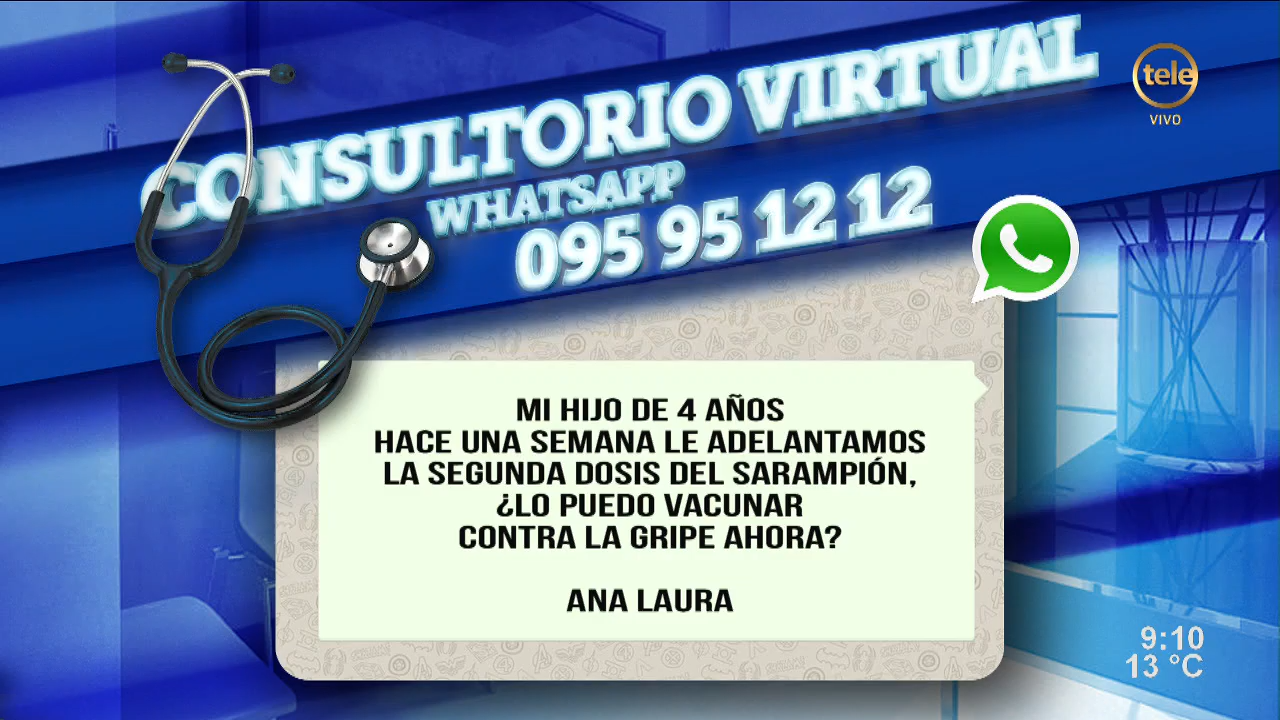 CONSULTORIO VIRTUAL
WHATSAPP
095 95 12 12
tele
VIVO
MI HIJO DE 4 AÑOS
HACE UNA SEMANA LE ADELANTAMOS
LA SEGUNDA DOSIS DEL SARAMPIÓN,
¿LO PUEDO VACUNAR
CONTRA LA GRIPE AHORA?
ANA LAURA
9:10
13 °C